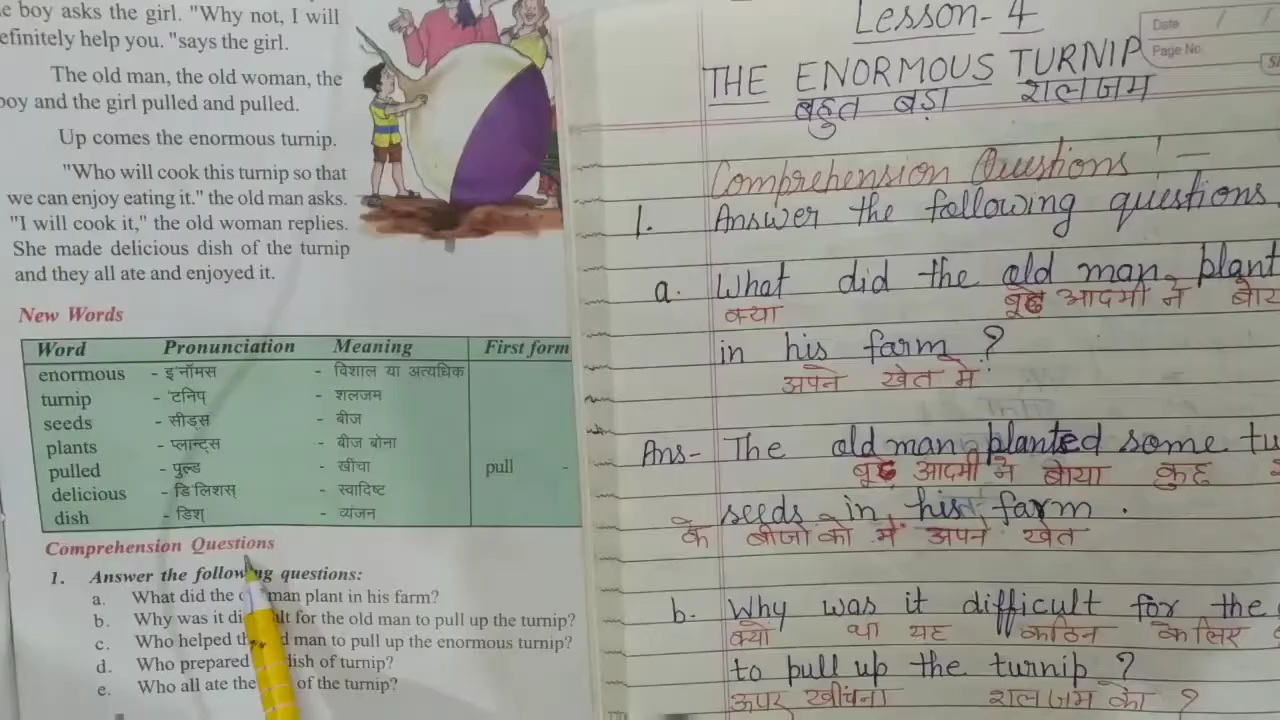 e boy asks the girl. "Why not, I will
efinitely help you. "says the girl.
The old man, the old woman, the
boy and the girl pulled and pulled.
Up comes the enormous turnip.
"Who will cook this turnip so that
we can enjoy eating it." the old man asks.
"I will cook it," the old woman replies.
She made delicious dish of the turnip
and they all ate and enjoyed it.
New Words
Word Pronunciation Meaning First form
enormous - इ'नॉमस - विशाल या अत्यधिक
turnip - 'टनिप् - शलजम
seeds - सीड्स - बीज
plants - प्लान्ट्स - बीज बोना
pulled - पुल्ड - खींचा pull -
delicious - डि'लिशस् - स्वादिष्ट
dish - डिश् - व्यंजन
Comprehension Questions
1. Answer the following questions:
a. What did the man plant in his farm?
b. Why was it di lt for the old man to pull up the turnip?
c. Who helped th d man to pull up the enormous turnip?
d. Who prepared dish of turnip?
e. Who all ate the of the turnip?
Lesson- 4
Date / /
Page No
THE ENORMOUS TURNIP
बहुत बड़ा शलजम
Comprehension Questions ! -
1. Answer the following questions
a. What did the old man plant
क्या बूढ़े आदमी ने बोय
in his farm ?
अपने खेत मे
Ans- The old man planted some tu
बूढ़े आदमी ने बोया कुछ
seeds in his farm .
के बीजो को में अपने खेत
b. Why was it difficult for the
क्यों था यह कठिन के लिए
to pull up the turnip ?
ऊपर खींचना शलजम को ?